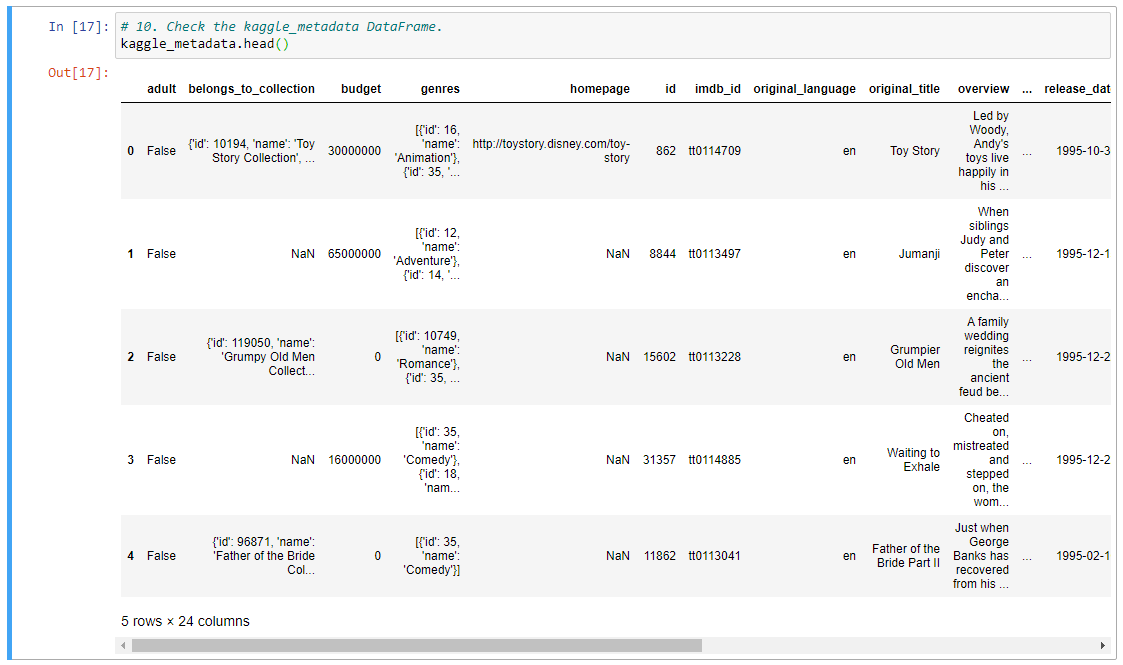 In [17]: # 10. Check the kaggle_metadata DataFrame.
kaggle_metadata.head()
Out[17]:
adult belongs_to_collection budget genres homepage id imdb_id original_language original_title overview ... release_dat
0 False {'id': 10194, 'name': 'Toy Story Collection', ... 30000000 [{'id': 16, 'name': 'Animation'}, {'id': 35, '... http://toystory.disney.com/toy-story 862 tt0114709 en Toy Story Led by Woody, Andy's toys live happily in his ... ... 1995-10-3
1 False NaN 65000000 [{'id': 12, 'name': 'Adventure'}, {'id': 14, '... NaN 8844 tt0113497 en Jumanji When siblings Judy and Peter discover an encha... ... 1995-12-1
2 False {'id': 119050, 'name': 'Grumpy Old Men Collect... 0 [{'id': 10749, 'name': 'Romance'}, {'id': 35, ... NaN 15602 tt0113228 en Grumpier Old Men A family wedding reignites the ancient feud be... ... 1995-12-2
3 False NaN 16000000 [{'id': 35, 'name': 'Comedy'}, {'id': 18, 'nam... NaN 31357 tt0114885 en Waiting to Exhale Cheated on, mistreated and stepped on, the wom... ... 1995-12-2
4 False {'id': 96871, 'name': 'Father of the Bride Col... 0 [{'id': 35, 'name': 'Comedy'}] NaN 11862 tt0113041 en Father of the Bride Part II Just when George Banks has recovered from his ... ... 1995-02-1
5 rows × 24 columns